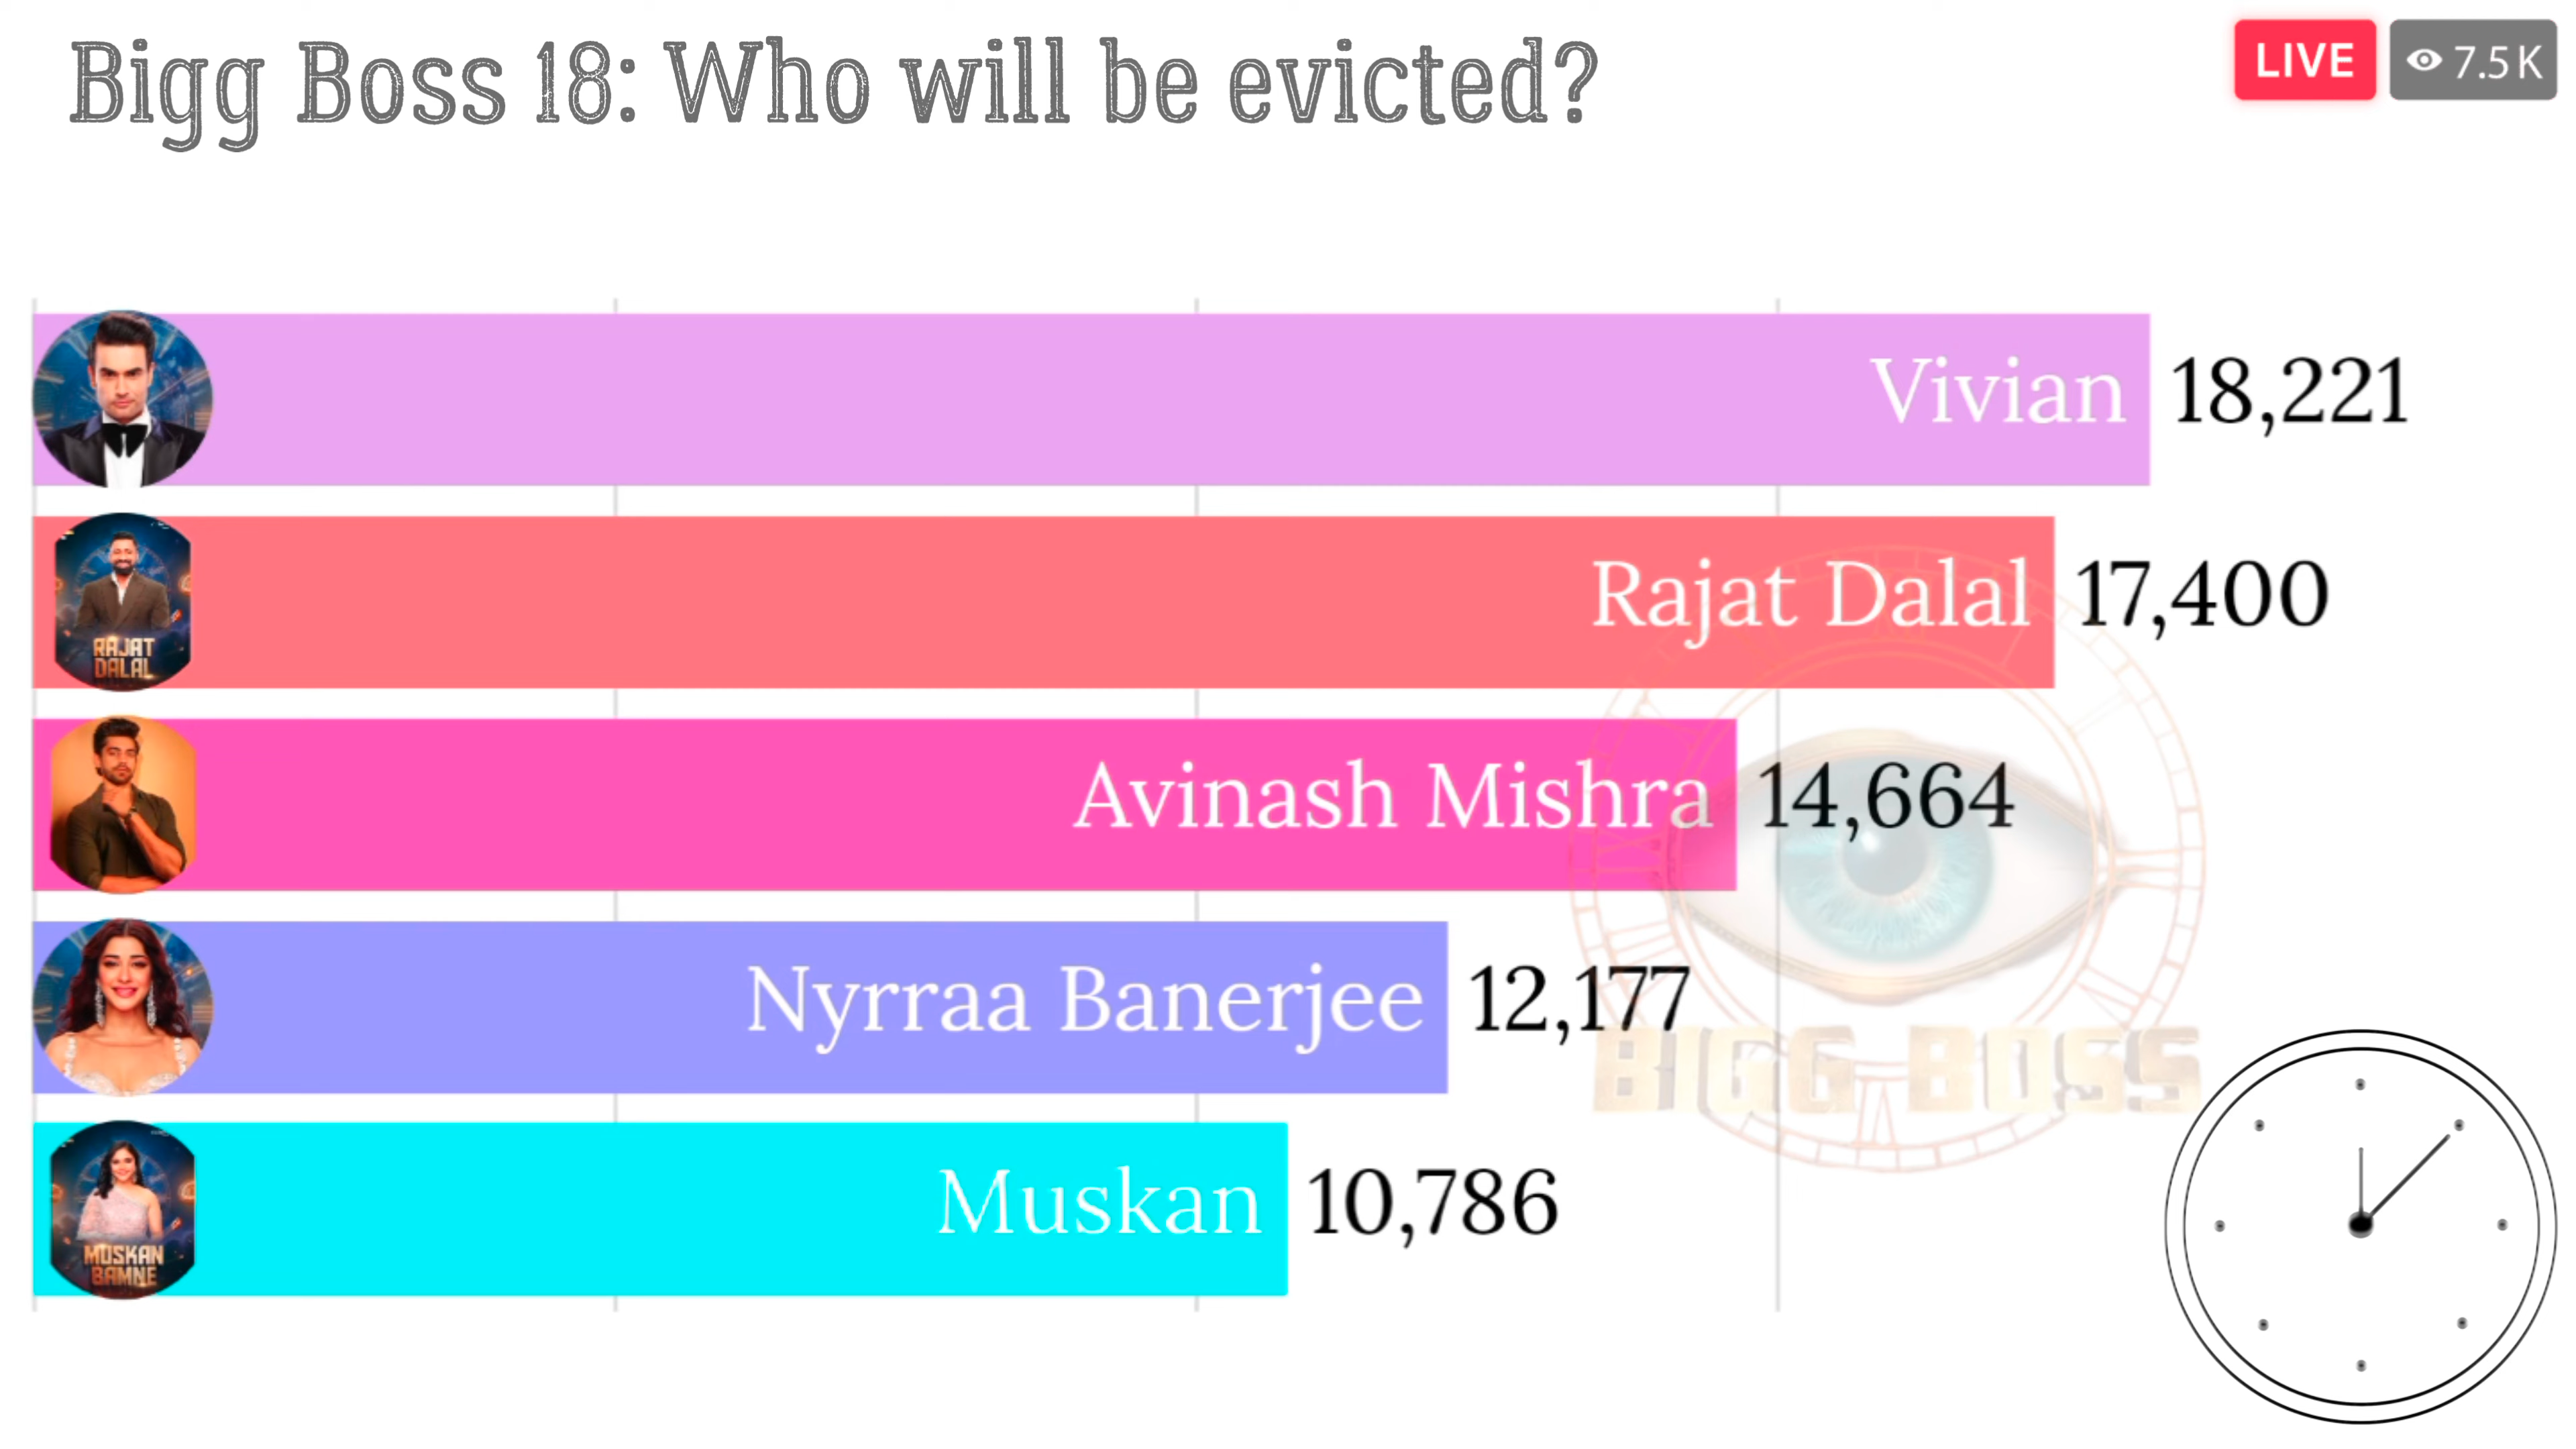 Bigg Boss 18: Who will be evicted?
LIVE
7.5K
Vivian 18,221
RAJAT
DALAL
Rajat Dalal 17,400
Avinash Mishra 14,664
Nyrraa Banerjee 12,177
BIGG BOSS
MUSKAN
BAMNE
Muskan 10,786